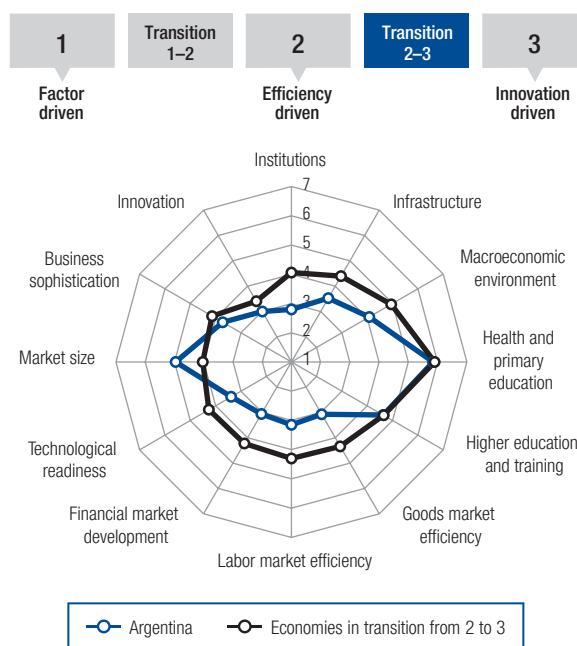 1
Transition
1–2
2
Transition
2–3
3
Factor
driven
Efficiency
driven
Innovation
driven
Institutions
7
Innovation
Infrastructure
6
5
Business
sophistication
Macroeconomic
environment
4
3
2
Market size
1
Health and
primary
education
Technological
readiness
Higher education
and training
Financial market
development
Goods market
efficiency
Labor market efficiency
Argentina
Economies in transition from 2 to 3